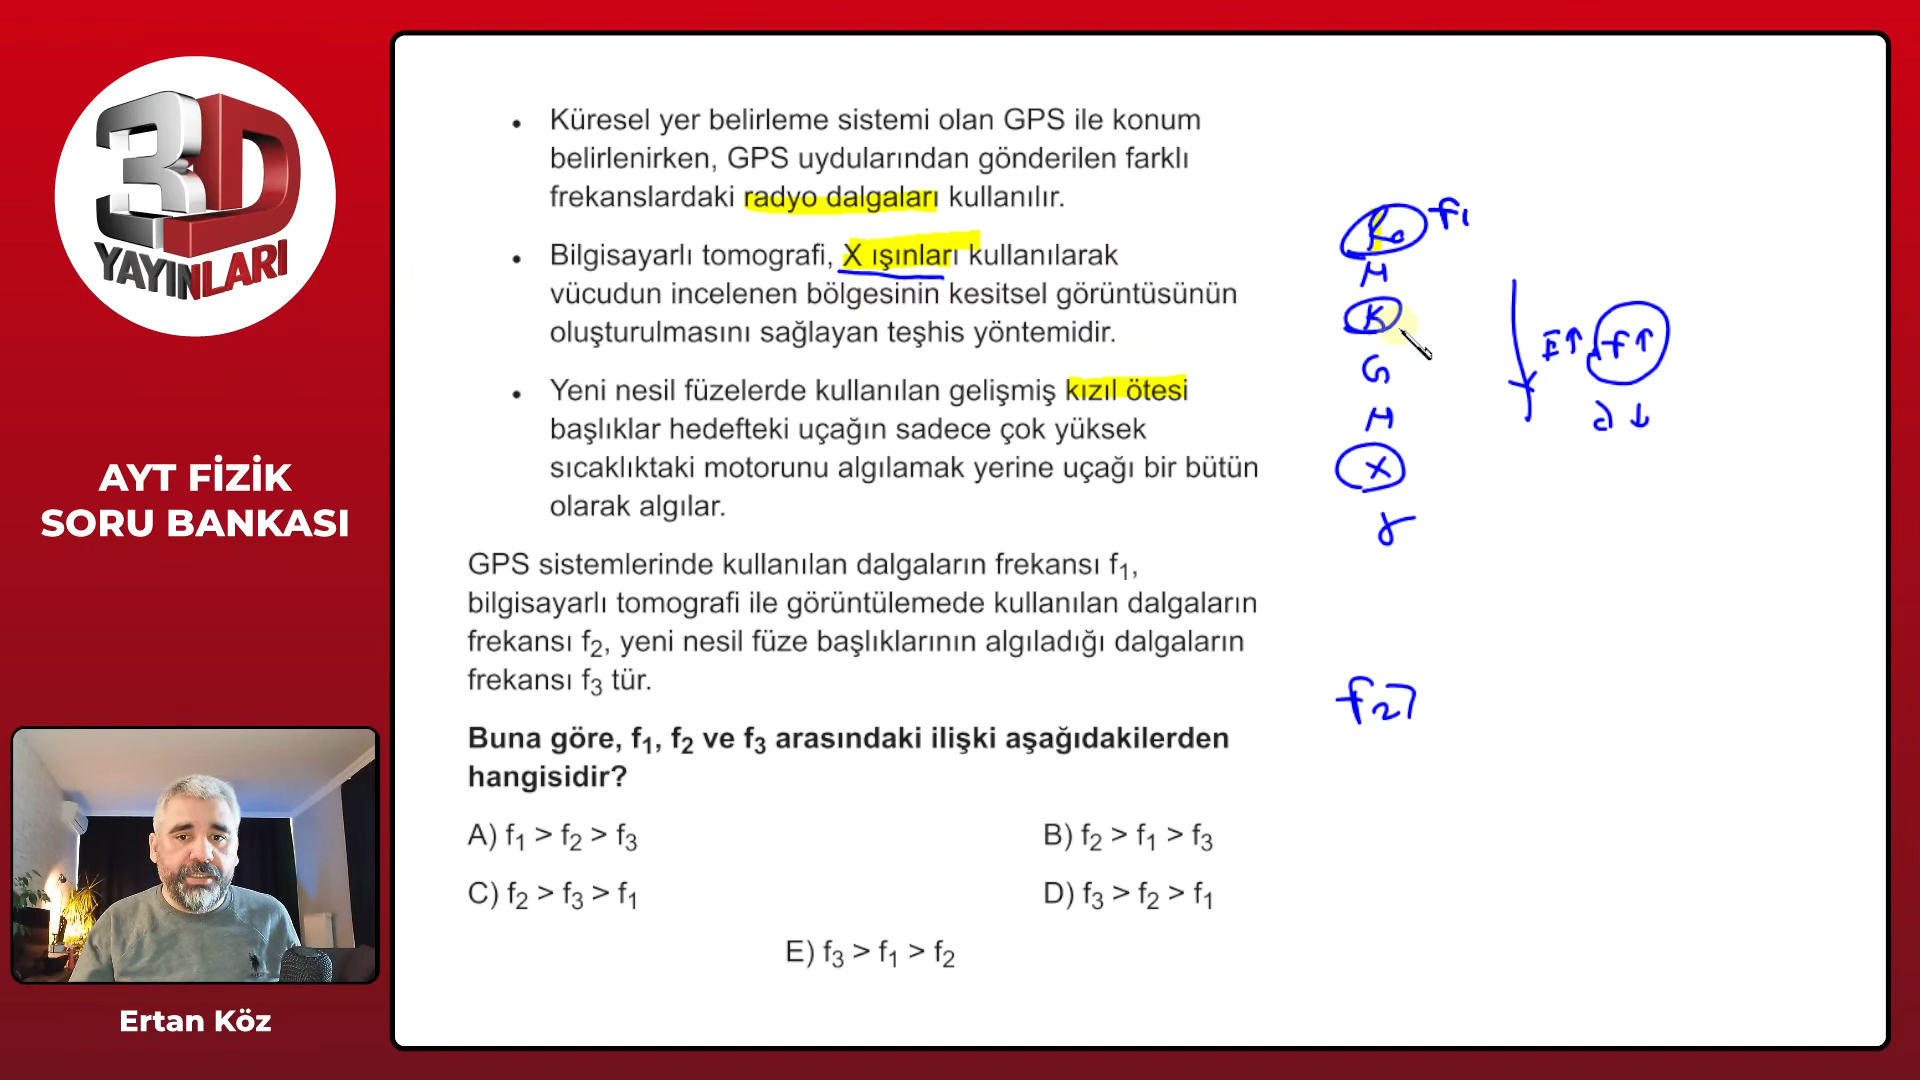 3D
YAYINLARI
AYT FİZİK
SORU BANKASI
Ertan Köz
• Küresel yer belirleme sistemi olan GPS ile konum
belirlenirken, GPS uydularından gönderilen farklı
frekanslardaki radyo dalgaları kullanılır.
• Bilgisayarlı tomografi, X ışınları kullanılarak
vücudun incelenen bölgesinin kesitsel görüntüsünün
oluşturulmasını sağlayan teşhis yöntemidir.
• Yeni nesil füzelerde kullanılan gelişmiş kızıl ötesi
başlıklar hedefteki uçağın sadece çok yüksek
sıcaklıktaki motorunu algılamak yerine uçağı bir bütün
olarak algılar.
GPS sistemlerinde kullanılan dalgaların frekansı f₁,
bilgisayarlı tomografi ile görüntülemede kullanılan dalgaların
frekansı f₂, yeni nesil füze başlıklarının algıladığı dalgaların
frekansı f₃ tür.
Buna göre, f₁, f₂ ve f₃ arasındaki ilişki aşağıdakilerden
hangisidir?
A) f₁ > f₂ > f₃
B) f₂ > f₁ > f₃
C) f₂ > f₃ > f₁
D) f₃ > f₂ > f₁
E) f₃ > f₁ > f₂
f₁
M
K
G
M
X
γ
E↑ f↑
λ↓
f₂>